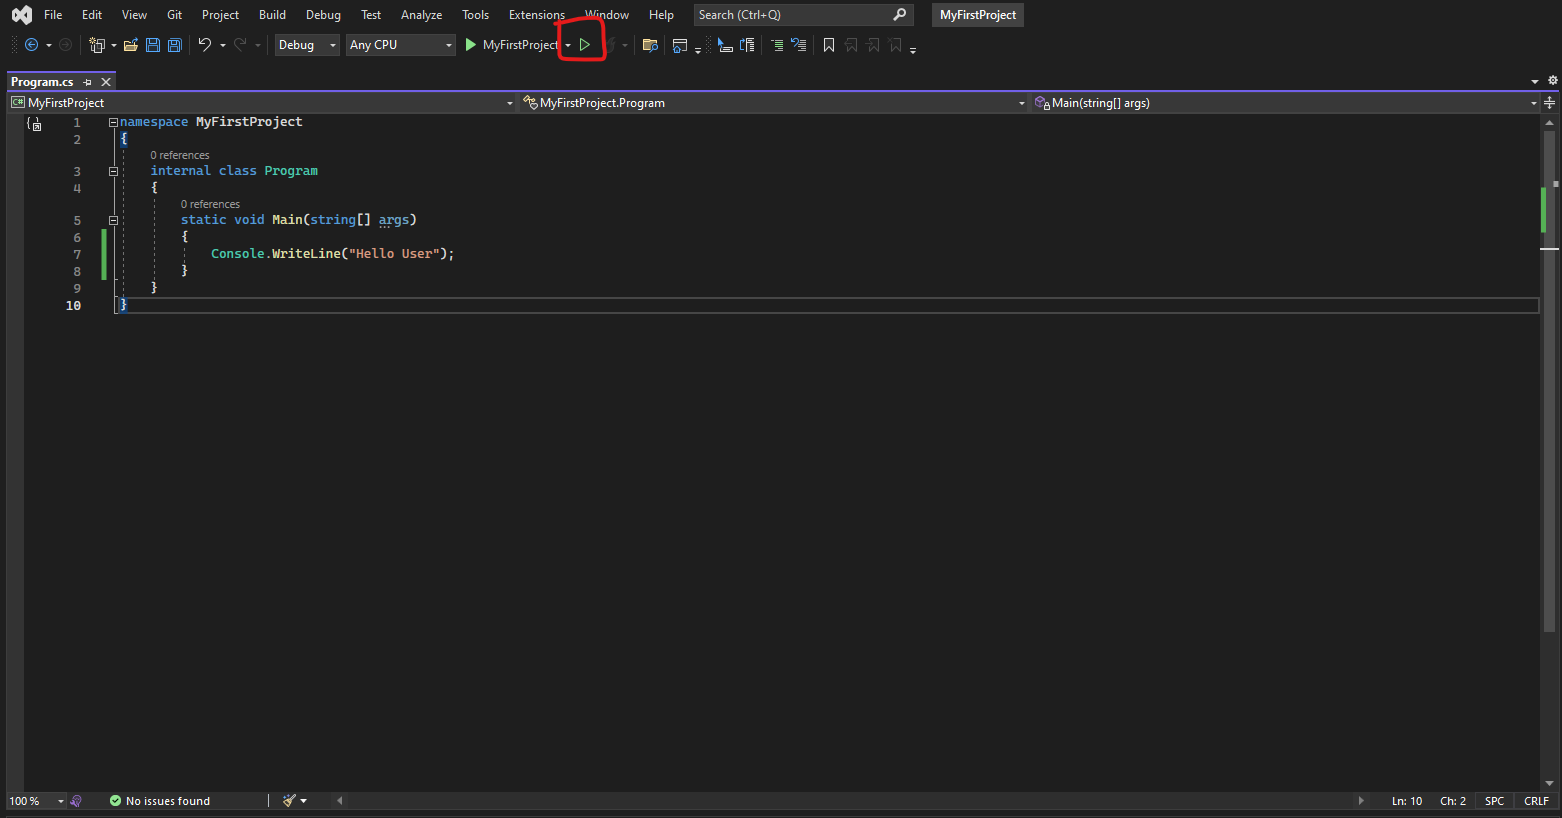 File Edit View Git Project Build Debug Test Analyze Tools Extensions Window Help Search (Ctrl+Q) MyFirstProject
Debug Any CPU MyFirstProject
Program.cs
C# MyFirstProject MyFirstProject.Program Main(string[] args)
1 namespace MyFirstProject
2 {
0 references
3 internal class Program
4 {
0 references
5 static void Main(string[] args)
6 {
7 Console.WriteLine("Hello User");
8 }
9 }
10 }
100 % No issues found Ln: 10 Ch: 2 SPC CRLF